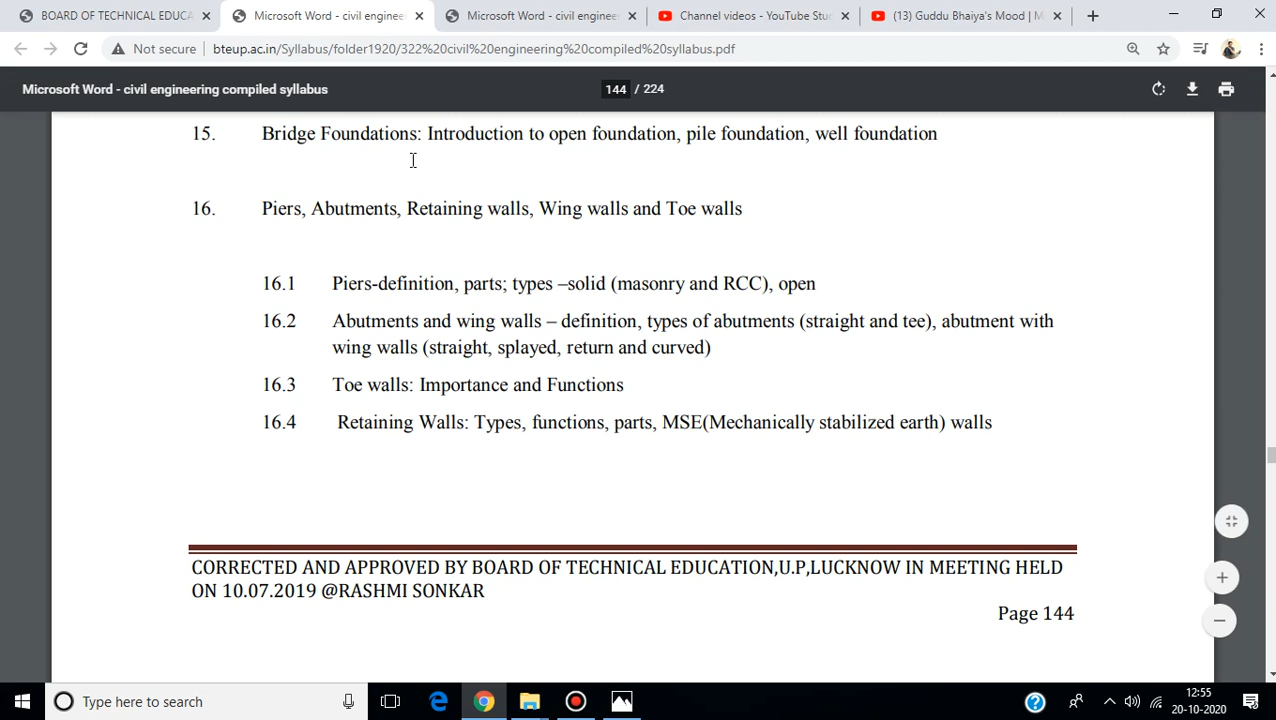 BOARD OF TECHNICAL EDUCA
Microsoft Word - civil enginee
Microsoft Word - civil enginee
Channel videos - YouTube Stu
(13) Guddu Bhaiya's Mood | M
Not secure
bteup.ac.in/Syllabus/folder1920/322%20civil%20engineering%20compiled%20syllabus.pdf
Microsoft Word - civil engineering compiled syllabus
144 / 224
15. Bridge Foundations: Introduction to open foundation, pile foundation, well foundation
16. Piers, Abutments, Retaining walls, Wing walls and Toe walls
16.1 Piers-definition, parts; types –solid (masonry and RCC), open
16.2 Abutments and wing walls – definition, types of abutments (straight and tee), abutment with
wing walls (straight, splayed, return and curved)
16.3 Toe walls: Importance and Functions
16.4 Retaining Walls: Types, functions, parts, MSE(Mechanically stabilized earth) walls
CORRECTED AND APPROVED BY BOARD OF TECHNICAL EDUCATION,U.P,LUCKNOW IN MEETING HELD
ON 10.07.2019 @RASHMI SONKAR
Page 144
Type here to search
12:55
20-10-2020